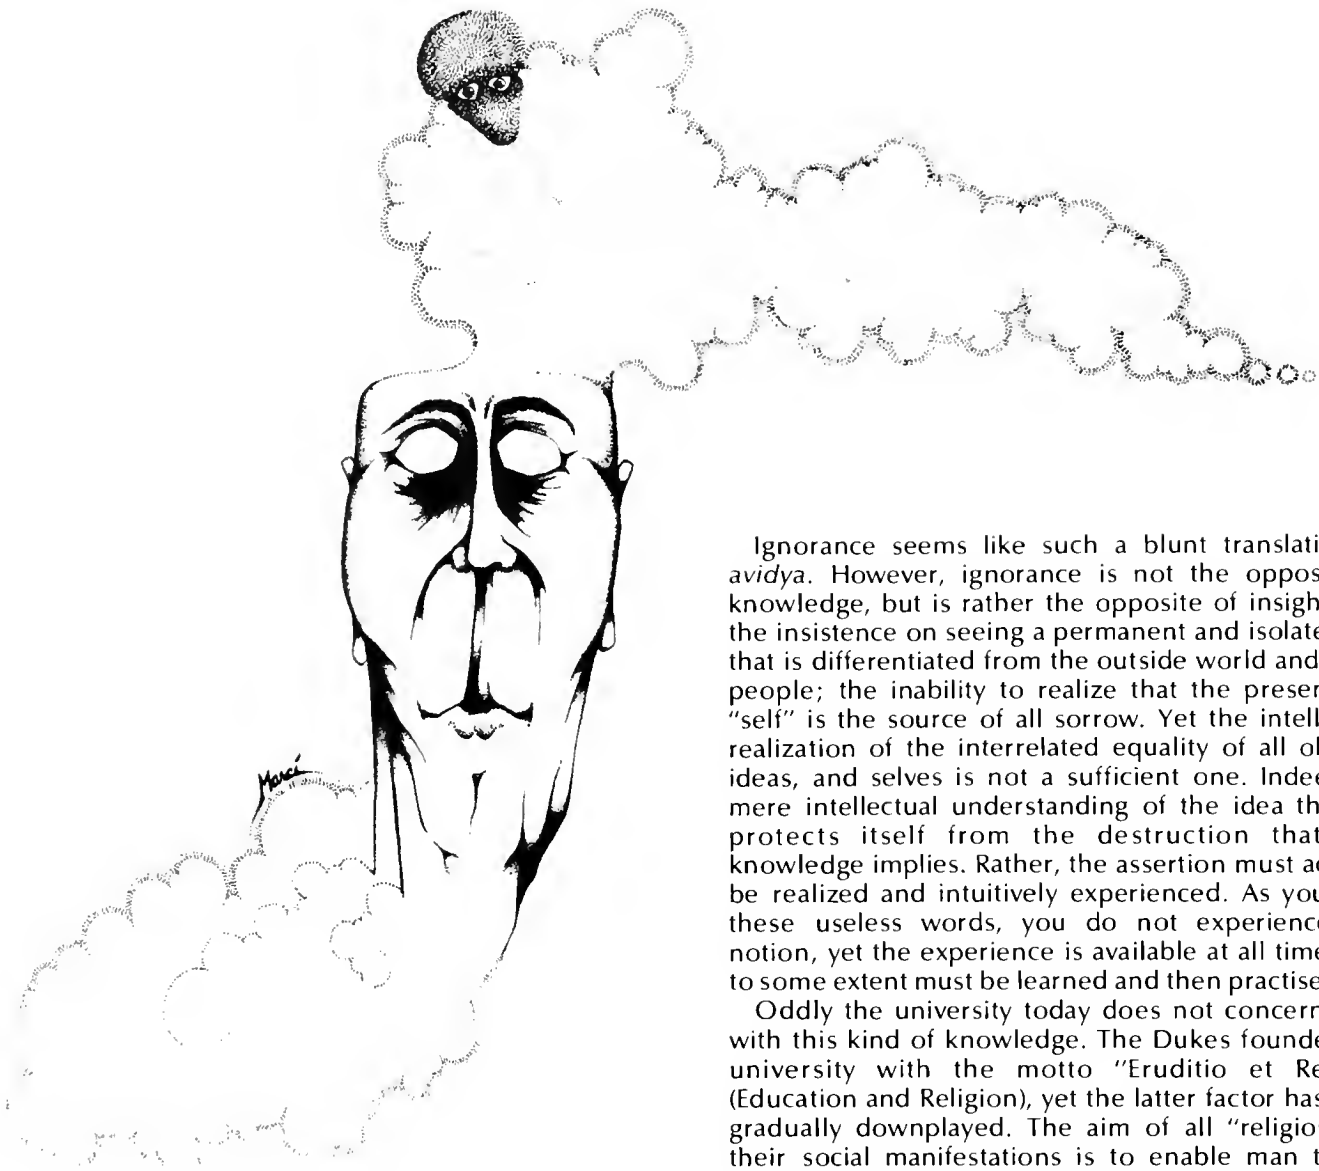 Marci
Ignorance seems like such a blunt translati
avidya. However, ignorance is not the oppos
knowledge, but is rather the opposite of insigh
the insistence on seeing a permanent and isolate
that is differentiated from the outside world and
people; the inability to realize that the preser
"self" is the source of all sorrow. Yet the intell
realization of the interrelated equality of all ol
ideas, and selves is not a sufficient one. Indee
mere intellectual understanding of the idea th
protects itself from the destruction that
knowledge implies. Rather, the assertion must a
be realized and intuitively experienced. As you
these useless words, you do not experience
notion, yet the experience is available at all time
to some extent must be learned and then practise
Oddly the university today does not concern
with this kind of knowledge. The Dukes founde
university with the motto "Eruditio et Re
(Education and Religion), yet the latter factor has
gradually downplayed. The aim of all "religio
their social manifestations is to enable man t